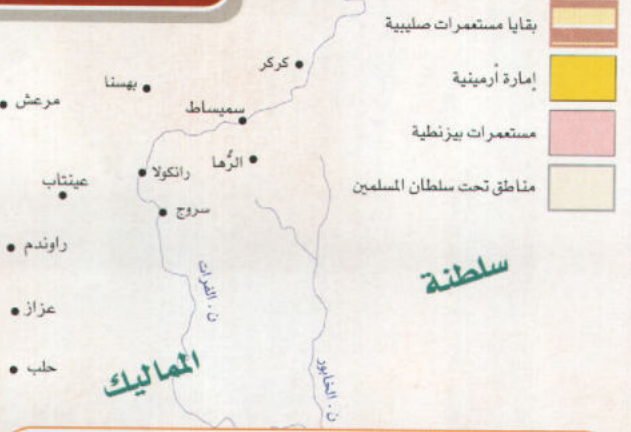 بقايا مستعمرات صليبية
إمارة أرمينية
مستعمرات بيزنطية
مناطق تحت سلطان المسلمين
كركر
بهسنا
مرعش
سميساط
الرُّها
رانكولا
عينتاب
سروج
راوندم
سلطنة
ن. الفرات
عزاز
المماليك
حلب
ن. الخابور